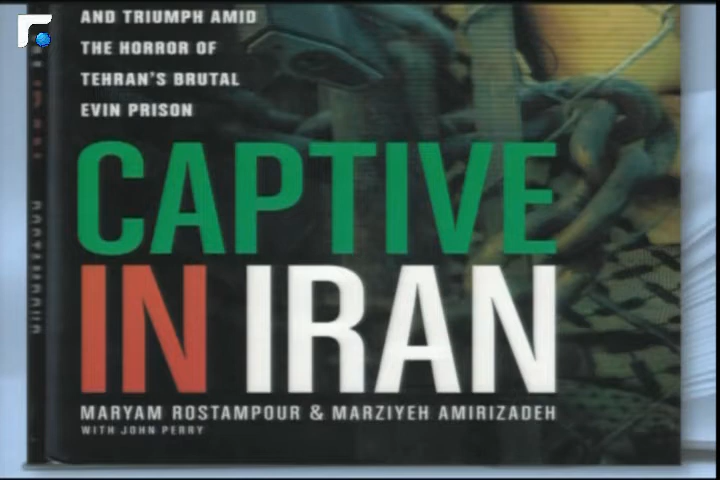 AND TRIUMPH AMID
THE HORROR OF
TEHRAN'S BRUTAL
EVIN PRISON
CAPTIVE
IN IRAN
MARYAM ROSTAMPOUR & MARZIYEH AMIRIZADEH
WITH JOHN PERRY